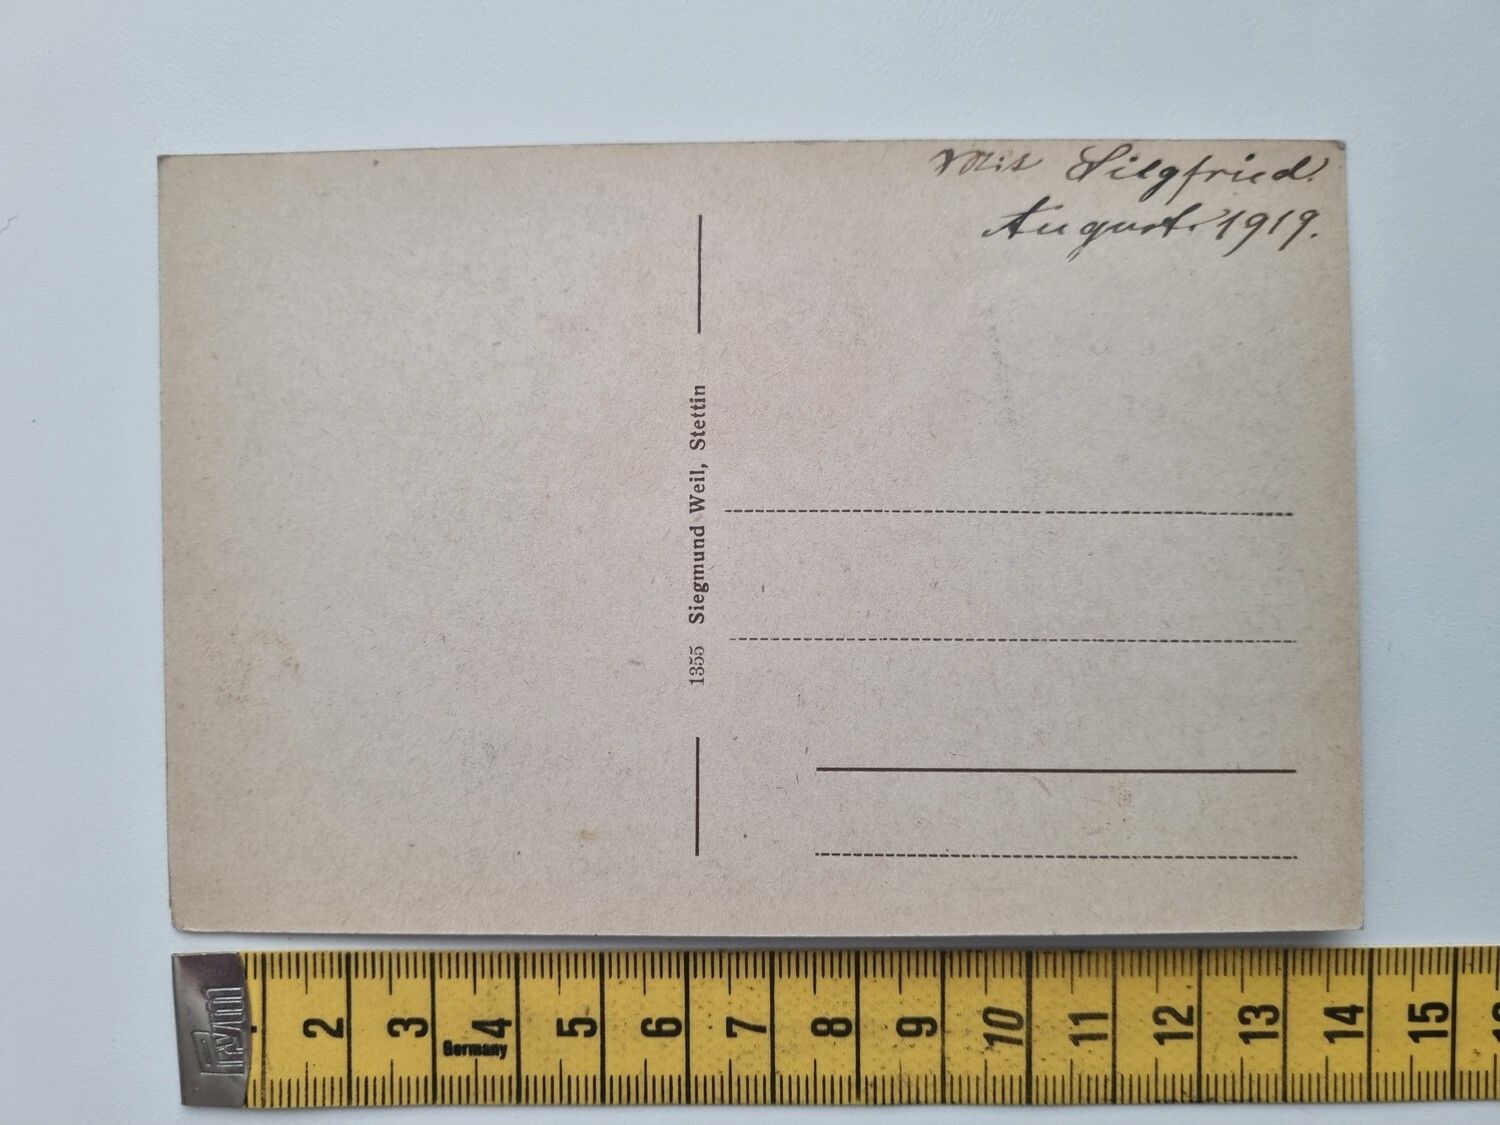 Mit Siegfried.
August. 1919.
1355 Siegmund Weil, Stettin
Prym
2 3 4 5 6 7 8 9 10 11 12 13 14 15
Germany